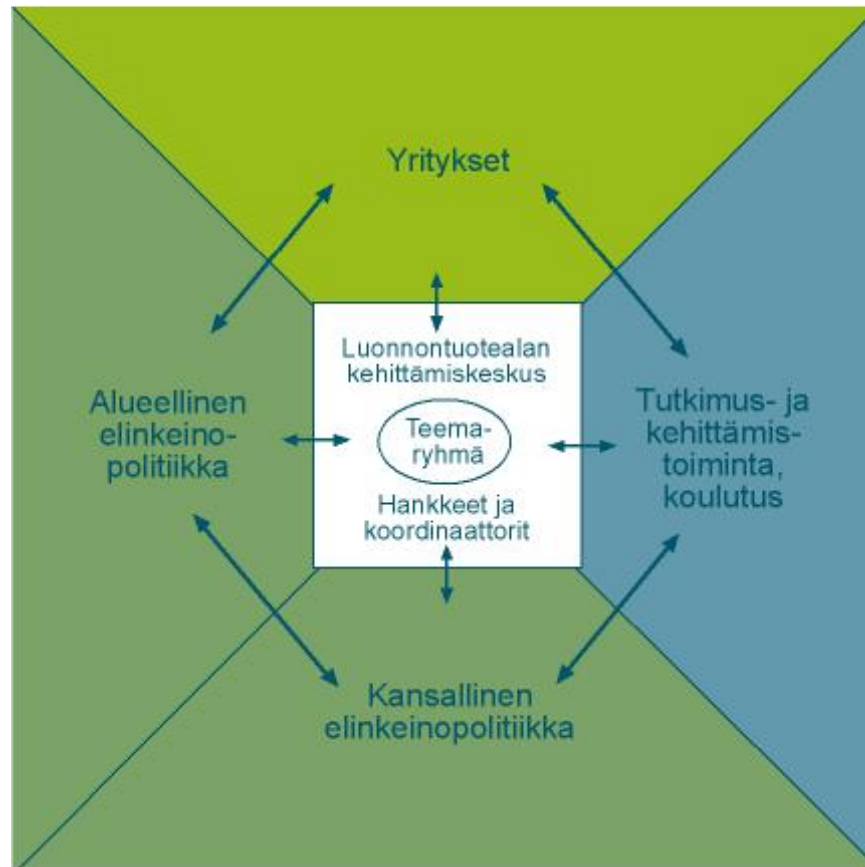 Yritykset
Luonnontuotealan
kehittämiskeskus
Alueellinen
elinkeino-
politiikka
Teema-
ryhmä
Tutkimus- ja
kehittämis-
toiminta,
koulutus
Hankkeet ja
koordinaattorit
Kansallinen
elinkeinopolitiikka